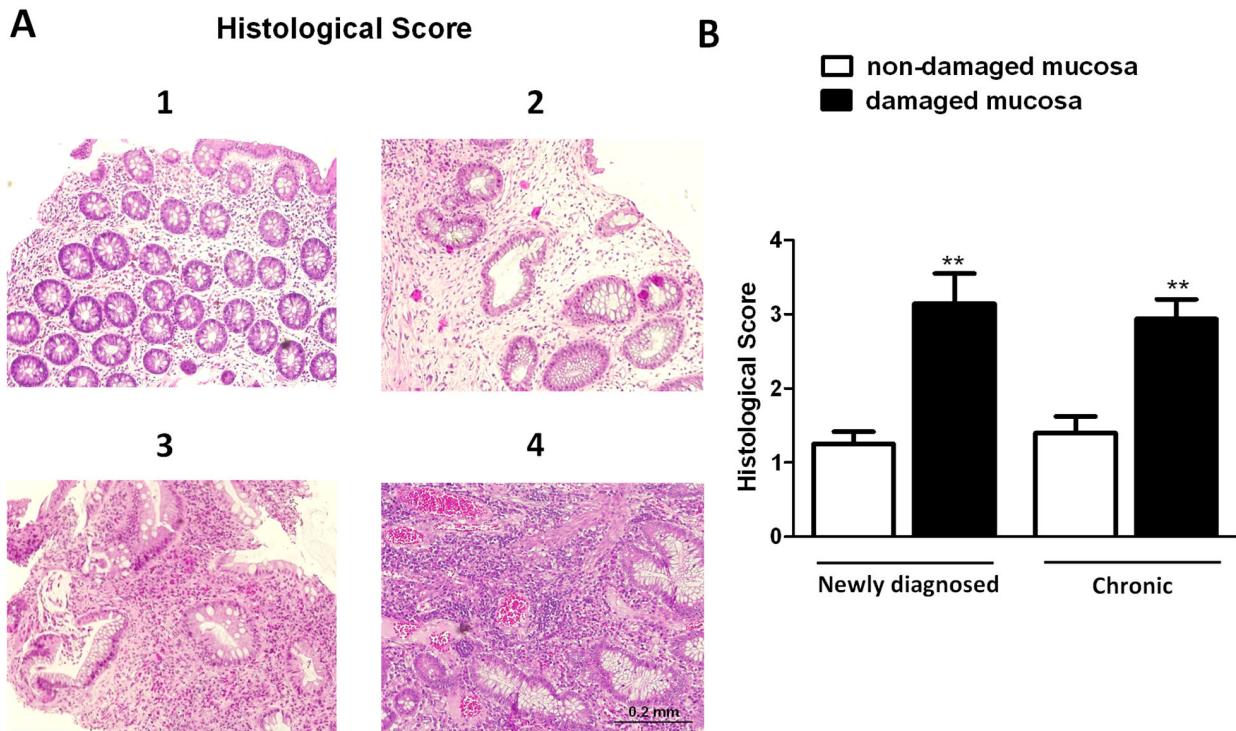 A
Histological Score
1
2
3
4
0.2 mm
B
non-damaged mucosa
damaged mucosa
Histological Score
4
3
2
1
0
**
**
Newly diagnosed
Chronic